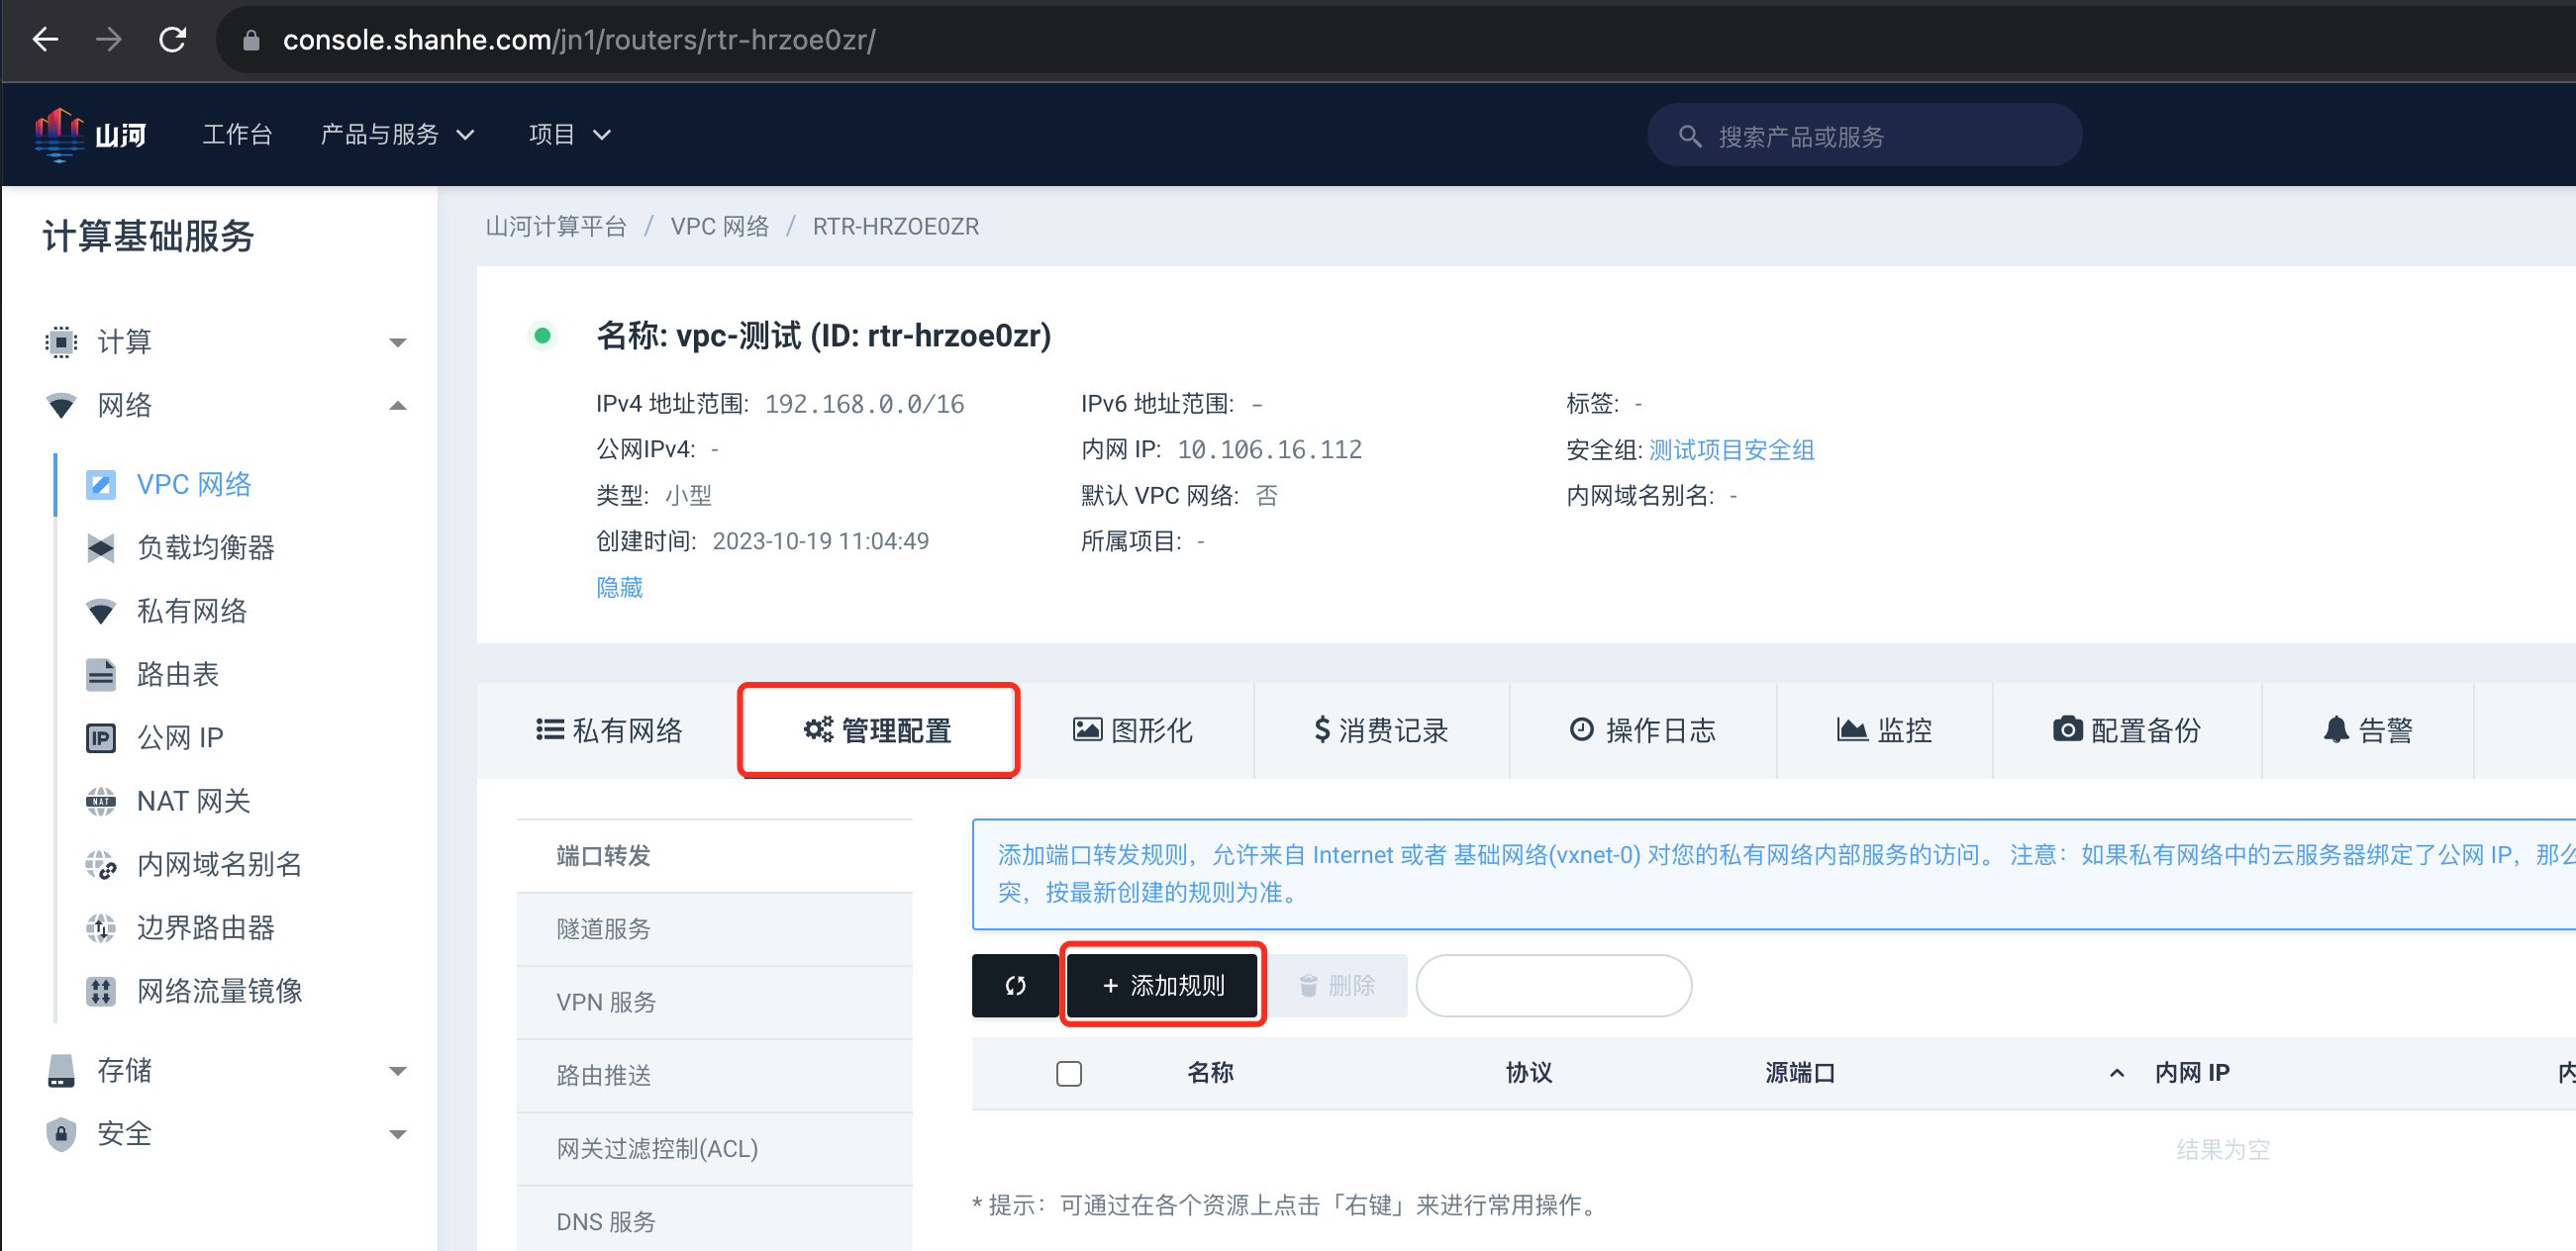 console.shanhe.com/jn1/routers/rtr-hrzoe0zr/
山河 工作台 产品与服务 项目 搜索产品或服务
计算基础服务
计算
网络
VPC 网络
负载均衡器
私有网络
路由表
公网 IP
NAT 网关
内网域名别名
边界路由器
网络流量镜像
存储
安全
山河计算平台 / VPC 网络 / RTR-HRZOE0ZR
名称: vpc-测试 (ID: rtr-hrzoe0zr)
IPv4 地址范围: 192.168.0.0/16 IPv6 地址范围: - 标签: -
公网IPv4: - 内网 IP: 10.106.16.112 安全组: 测试项目安全组
类型: 小型 默认 VPC 网络: 否 内网域名别名: -
创建时间: 2023-10-19 11:04:49 所属项目: -
隐藏
私有网络 管理配置 图形化 消费记录 操作日志 监控 配置备份 告警
端口转发
隧道服务
VPN 服务
路由推送
网关过滤控制(ACL)
DNS 服务
添加端口转发规则，允许来自 Internet 或者 基础网络(vxnet-0) 对您的私有网络内部服务的访问。 注意：如果私有网络中的云服务器绑定了公网 IP，那么
突，按最新创建的规则为准。
+ 添加规则 删除
名称 协议 源端口 内网 IP 内
结果为空
* 提示：可通过在各个资源上点击「右键」来进行常用操作。